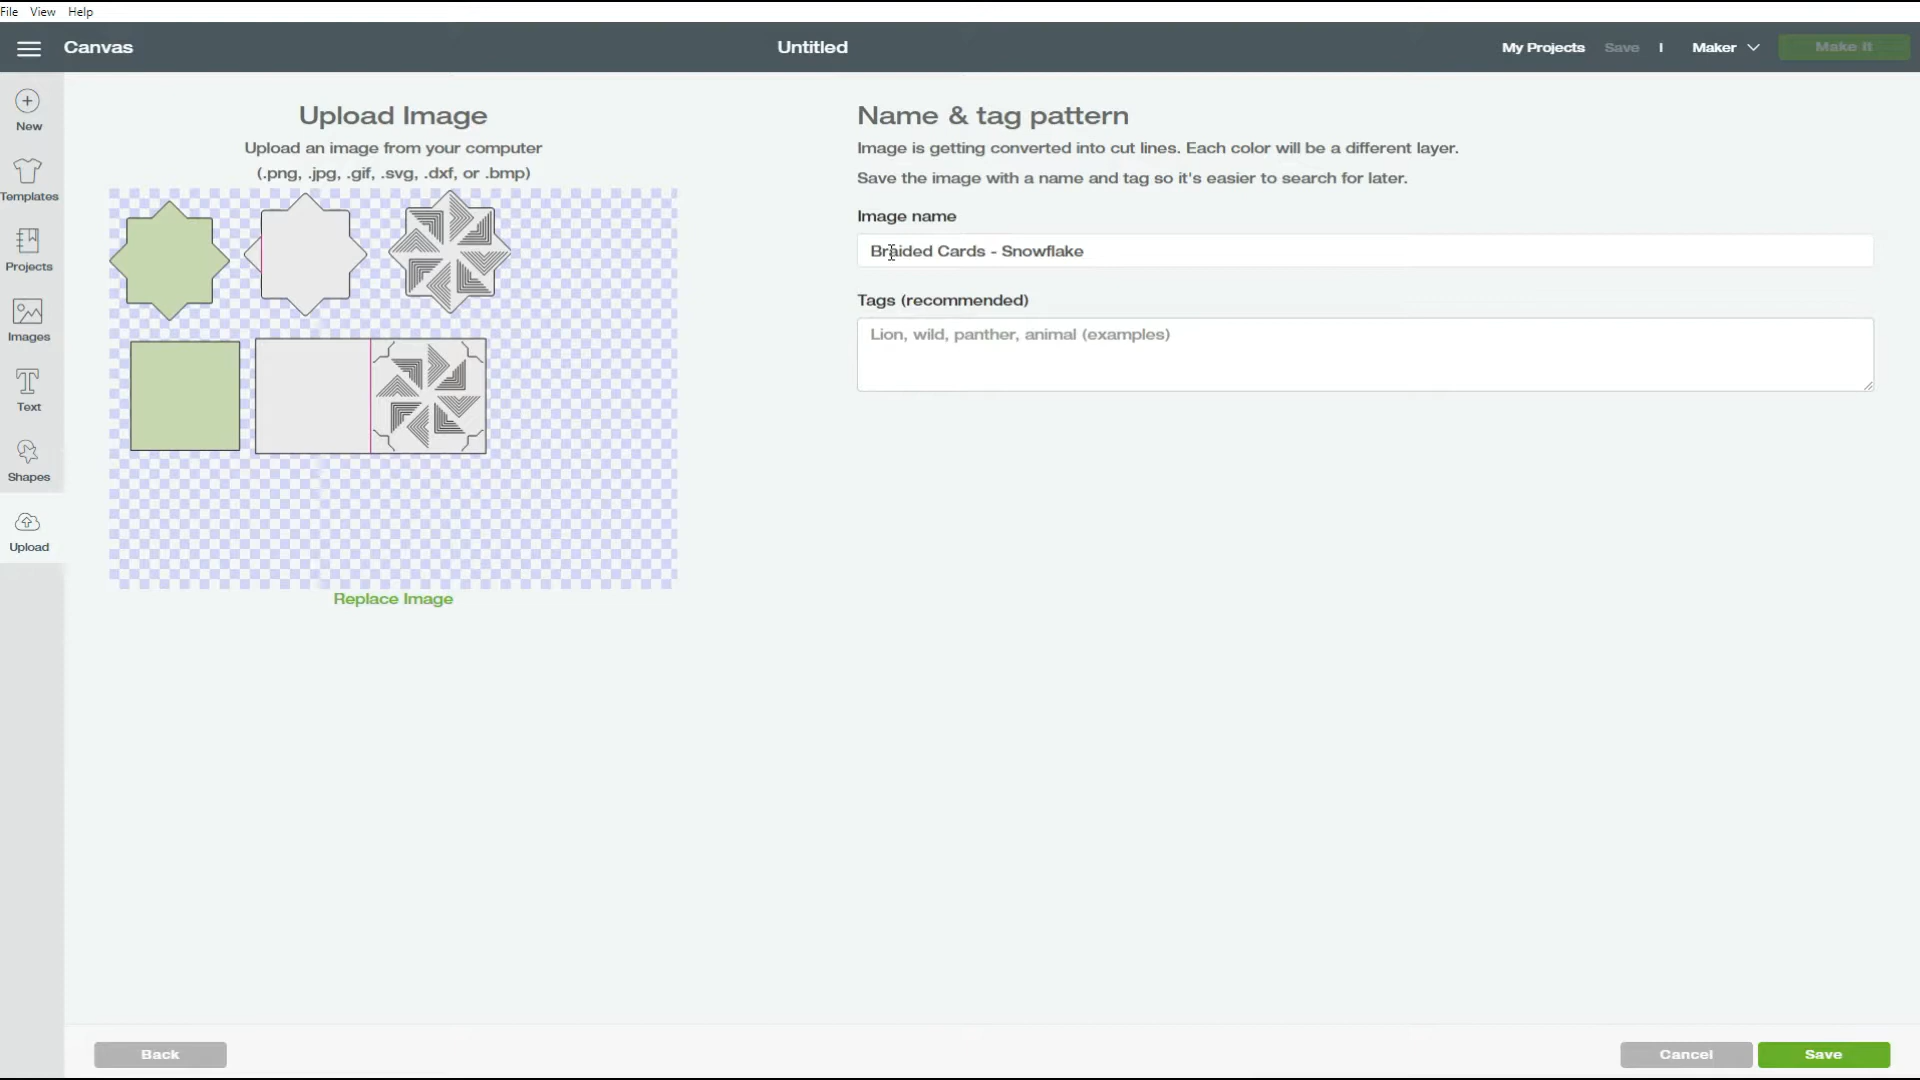 File View Help
Canvas
Untitled
My Projects Save | Maker Make It
New
Templates
Projects
Images
Text
Shapes
Upload
Upload Image
Upload an image from your computer
(.png, .jpg, .gif, .svg, .dxf, or .bmp)
Replace Image
Name & tag pattern
Image is getting converted into cut lines. Each color will be a different layer.
Save the image with a name and tag so it's easier to search for later.
Image name
Braided Cards - Snowflake
Tags (recommended)
Lion, wild, panther, animal (examples)
Back
Cancel
Save